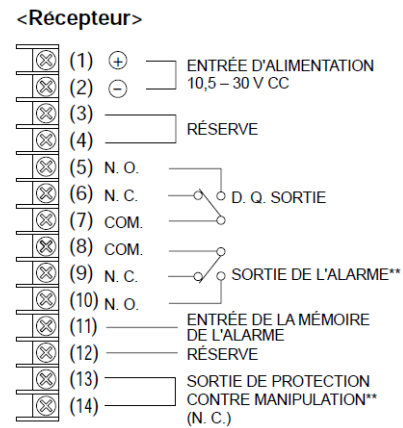 <Récepteur>
(1) + ENTRÉE D'ALIMENTATION
(2) − 10,5 – 30 V CC
(3)
(4) RÉSERVE
(5) N. O.
(6) N. C. D. Q. SORTIE
(7) COM.
(8) COM.
(9) N. C. SORTIE DE L'ALARME**
(10) N. O.
(11) ENTRÉE DE LA MÉMOIRE
DE L'ALARME
(12) RÉSERVE
(13) SORTIE DE PROTECTION
(14) CONTRE MANIPULATION**
(N. C.)